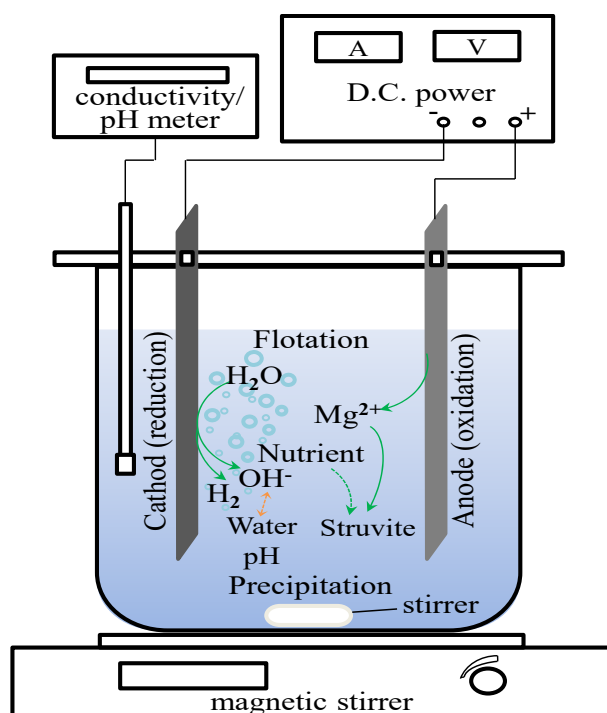 A
V
D.C. power
-
+
conductivity/
pH meter
Cathod (reduction)
Anode (oxidation)
Flotation
H₂O
Mg²⁺
Nutrient
OH⁻
H₂
Water
pH
Struvite
Precipitation
stirrer
magnetic stirrer